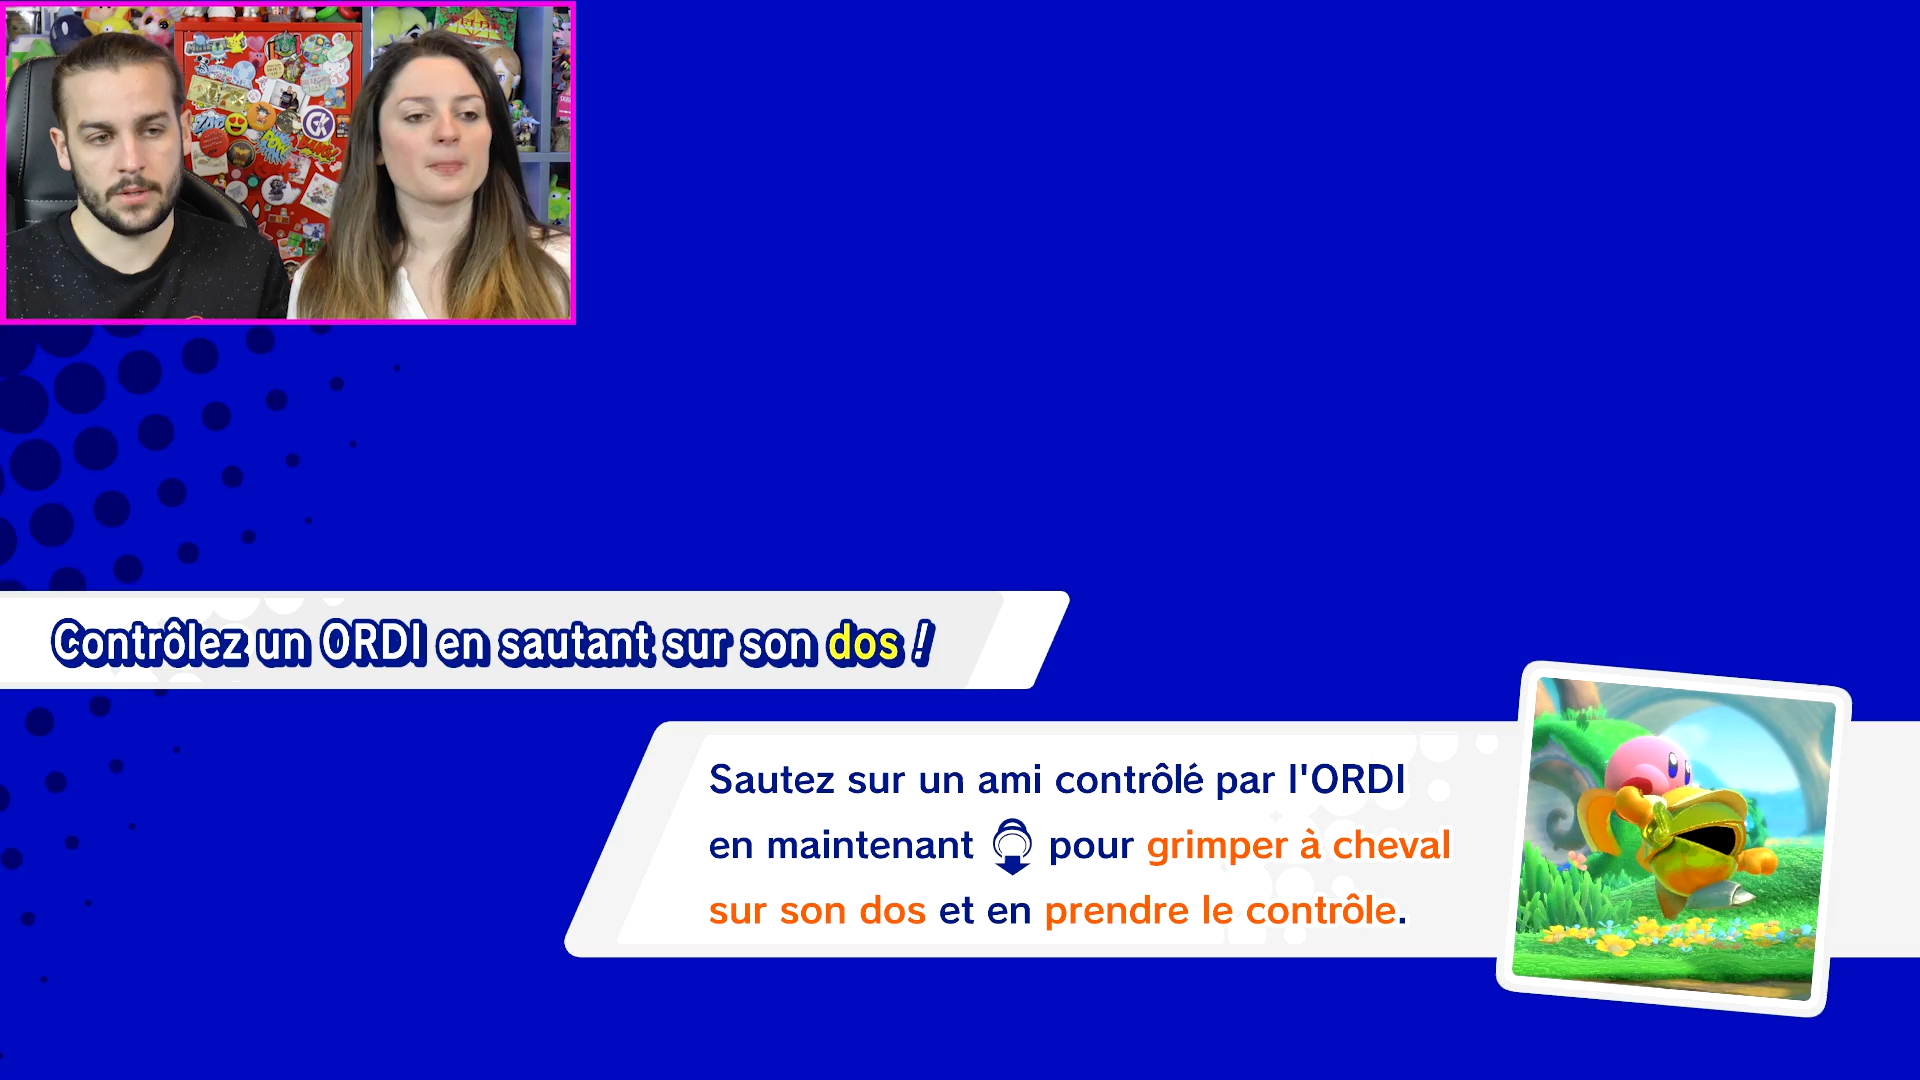 Contrôlez un ORDI en sautant sur son dos !
Sautez sur un ami contrôlé par l'ORDI
en maintenant pour grimper à cheval
sur son dos et en prendre le contrôle.